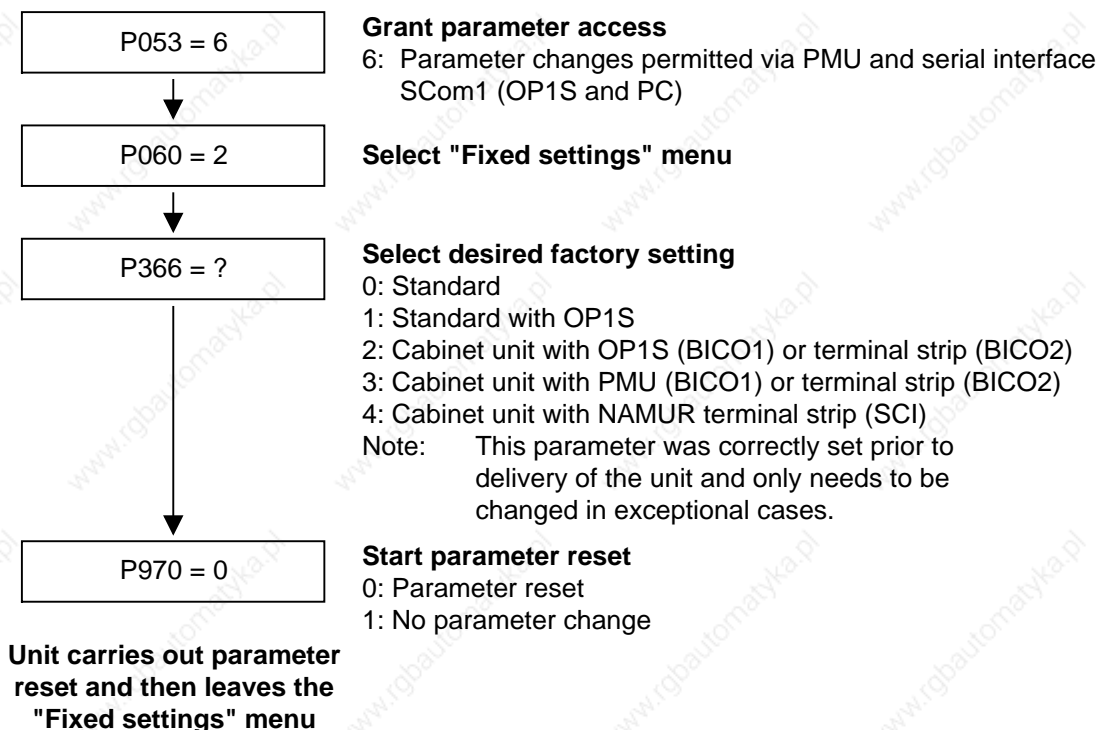 P053 = 6
Grant parameter access
6: Parameter changes permitted via PMU and serial interface
SCom1 (OP1S and PC)
P060 = 2
Select "Fixed settings" menu
P366 = ?
Select desired factory setting
0: Standard
1: Standard with OP1S
2: Cabinet unit with OP1S (BICO1) or terminal strip (BICO2)
3: Cabinet unit with PMU (BICO1) or terminal strip (BICO2)
4: Cabinet unit with NAMUR terminal strip (SCI)
Note: This parameter was correctly set prior to
delivery of the unit and only needs to be
changed in exceptional cases.
P970 = 0
Start parameter reset
0: Parameter reset
1: No parameter change
Unit carries out parameter
reset and then leaves the
"Fixed settings" menu
www.rgbautomatyka.pl